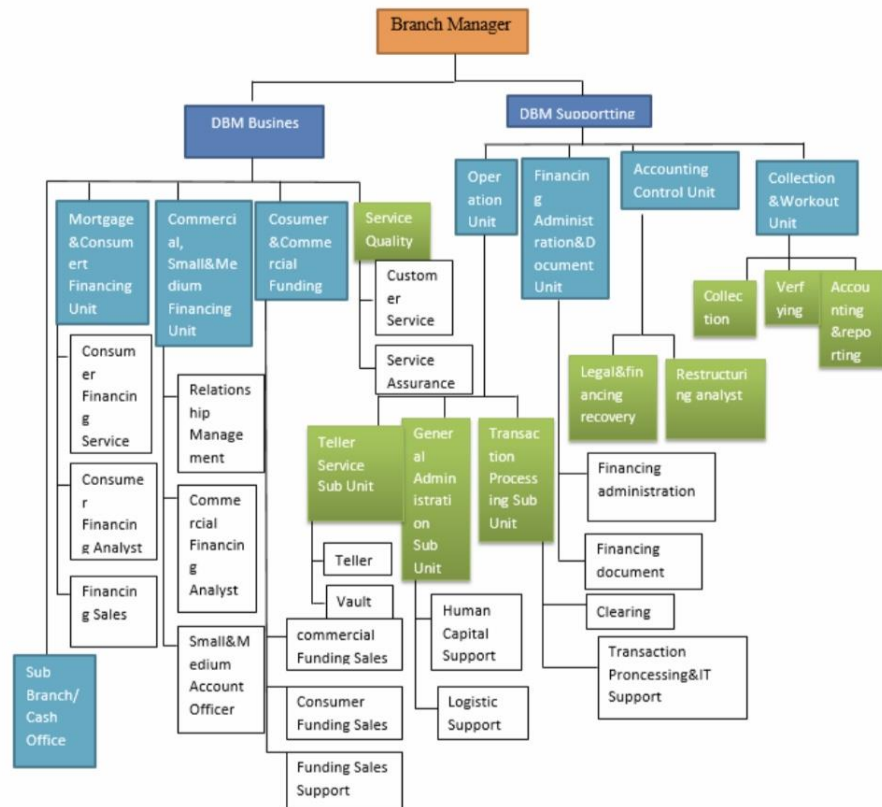 Branch Manager
DBM Busines
DBM Supportting
Oper
ation
Unit
Financin
g
Administ
ration&D
ocument
Unit
Accounting
Control Unit
Collection
&Workout
Unit
Mortgage
&Consumert
Financing
Unit
Commerci
al,
Small&Me
dium
Financing
Unit
Cosumer
&Comme
rcial
Funding
Service
Quality
Custom
er
Service
Service
Assurance
Collec
tion
Verf
ying
Accou
nting
&repo
rting
Legal&fin
ancing
recovery
Restructuri
ng analyst
Consum
er
Financin
g
Service
Consumer
Financin
g Analyst
Financin
g Sales
Relations
hip
Manage
ment
Commer
cial
Financin
g
Analyst
Small&M
edium
Account
Officer
Teller
Service
Sub Unit
Gener
al
Admin
istrati
on
Sub
Unit
Transac
tion
Process
ing Sub
Unit
Financing
administration
Financing
document
Teller
Vault
commercial
Funding Sales
Consumer
Funding Sales
Funding Sales
Support
Human
Capital
Support
Logistic
Support
Clearing
Transaction
Proncessing&IT
Support
Sub
Branch/
Cash
Office